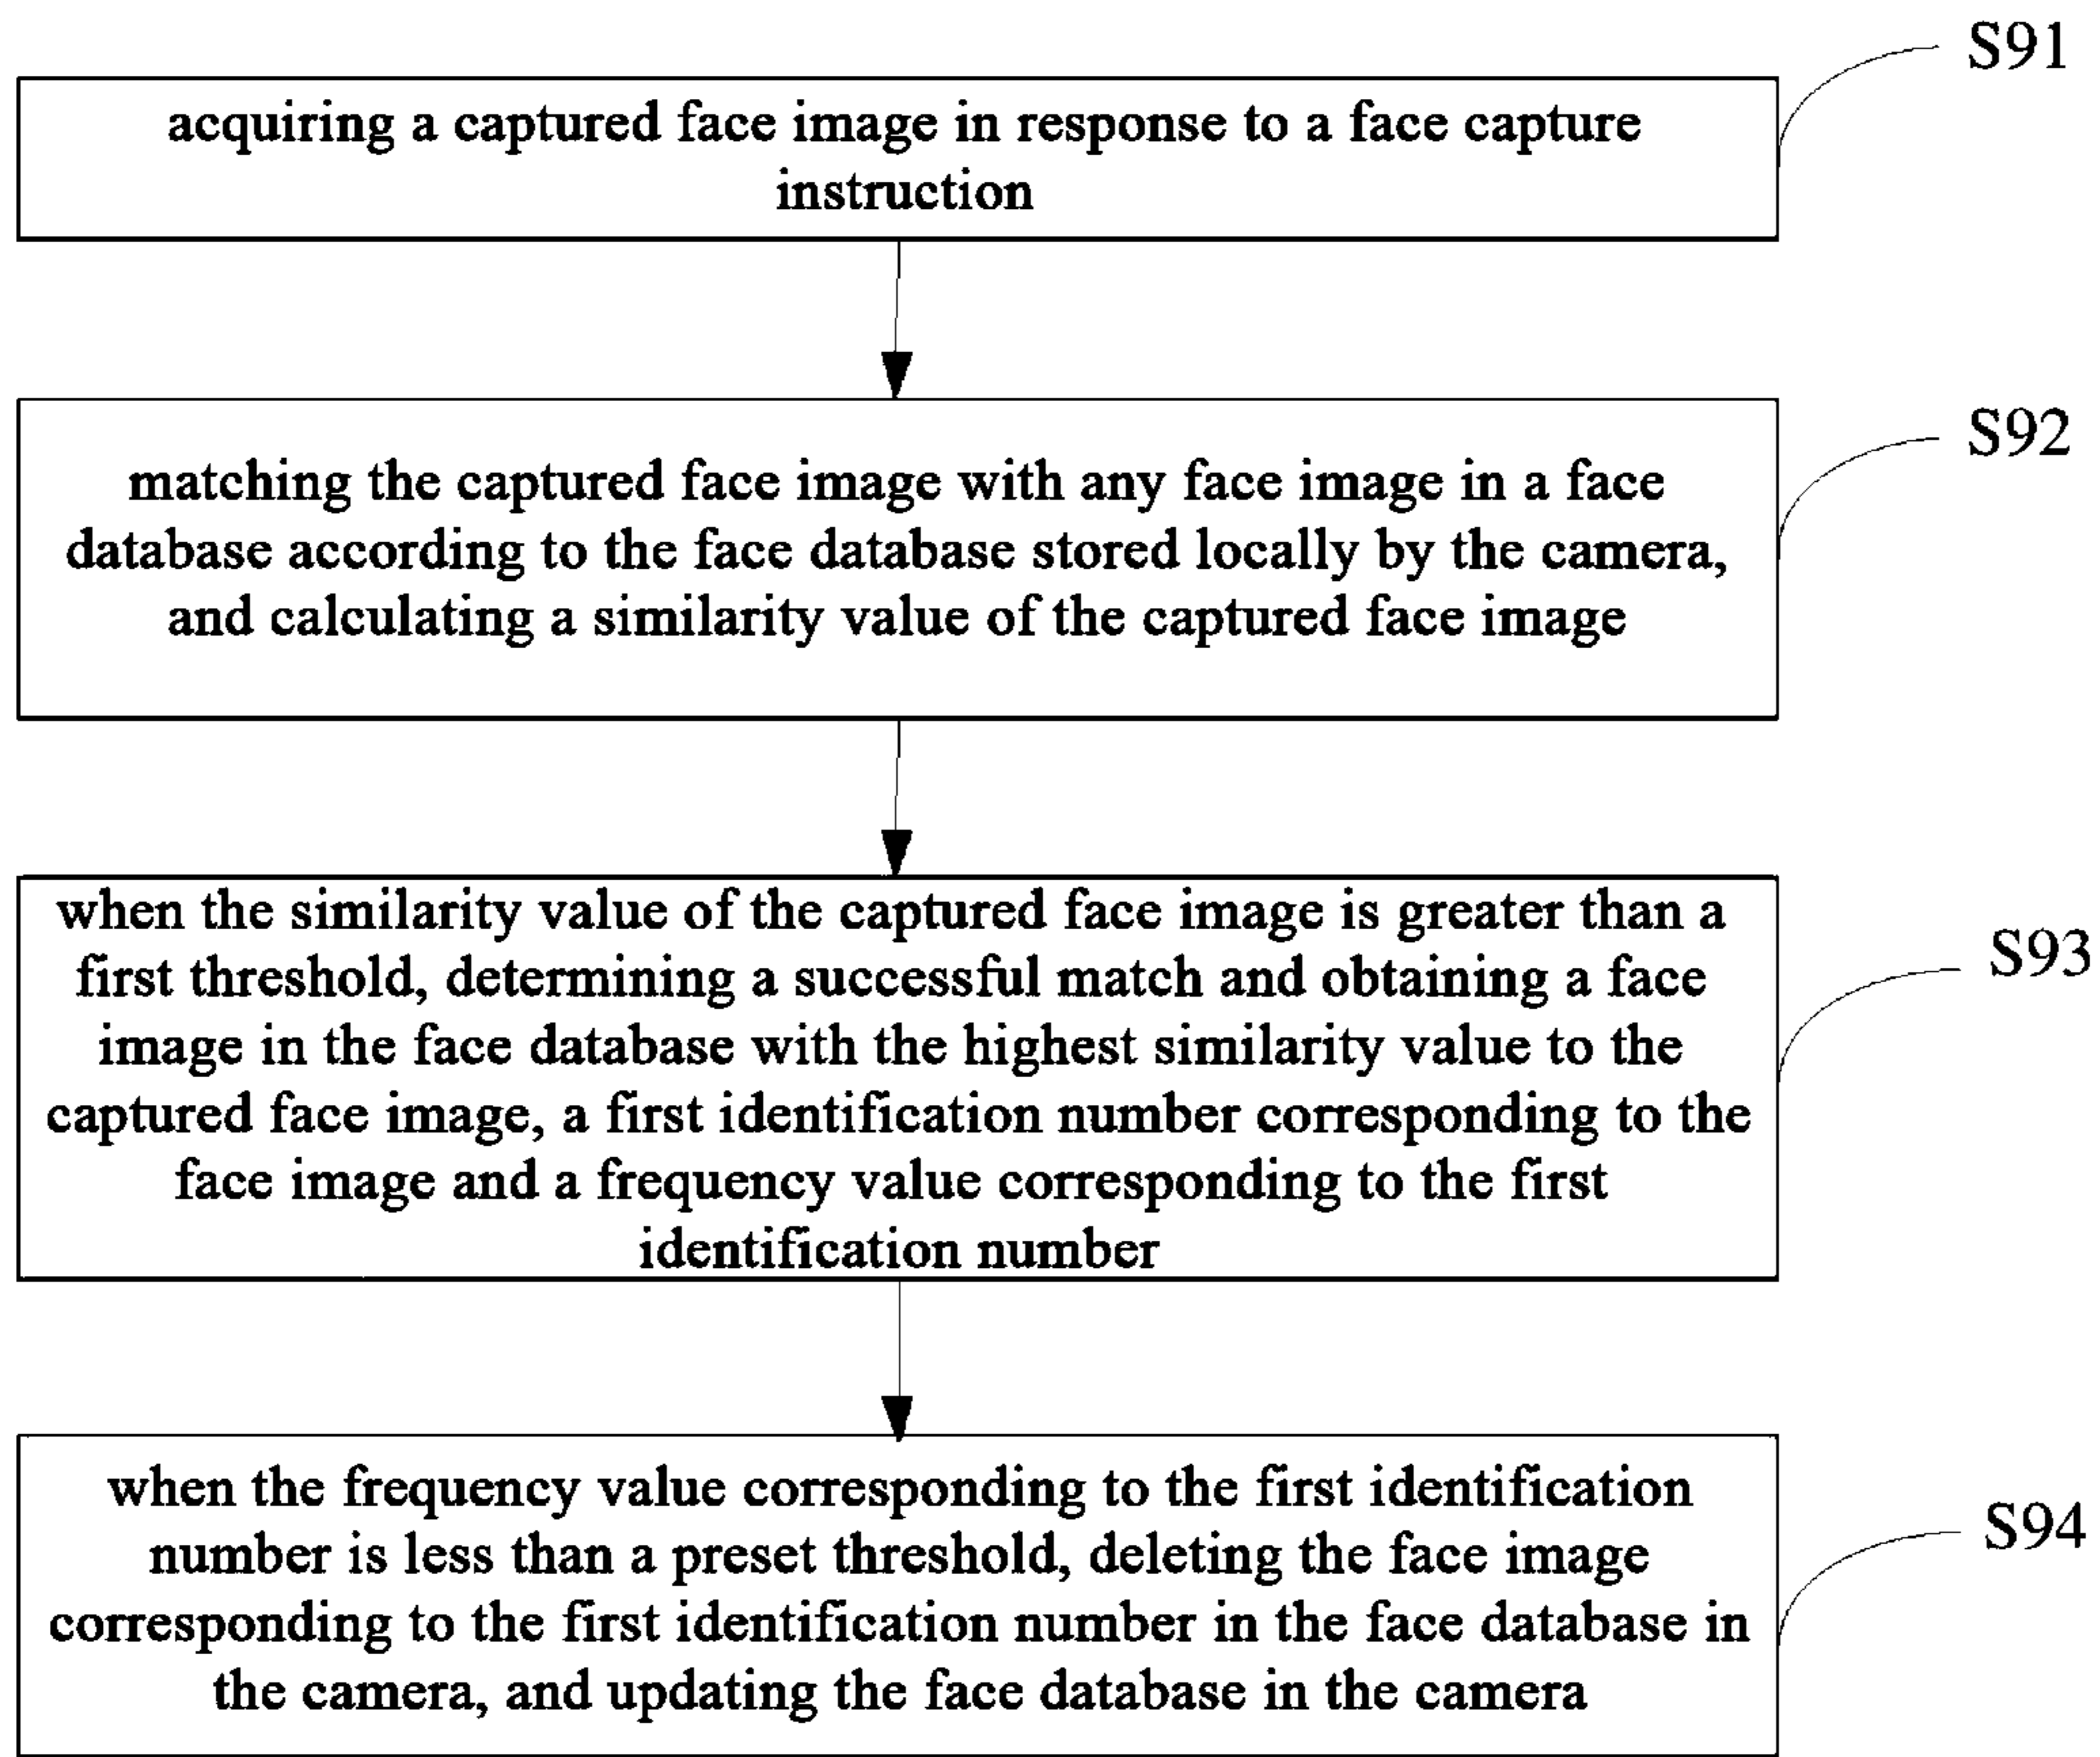 S91
acquiring a captured face image in response to a face capture
instruction
S92
matching the captured face image with any face image in a face
database according to the face database stored locally by the camera,
and calculating a similarity value of the captured face image
S93
when the similarity value of the captured face image is greater than a
first threshold, determining a successful match and obtaining a face
image in the face database with the highest similarity value to the
captured face image, a first identification number corresponding to the
face image and a frequency value corresponding to the first
identification number
S94
when the frequency value corresponding to the first identification
number is less than a preset threshold, deleting the face image
corresponding to the first identification number in the face database in
the camera, and updating the face database in the camera